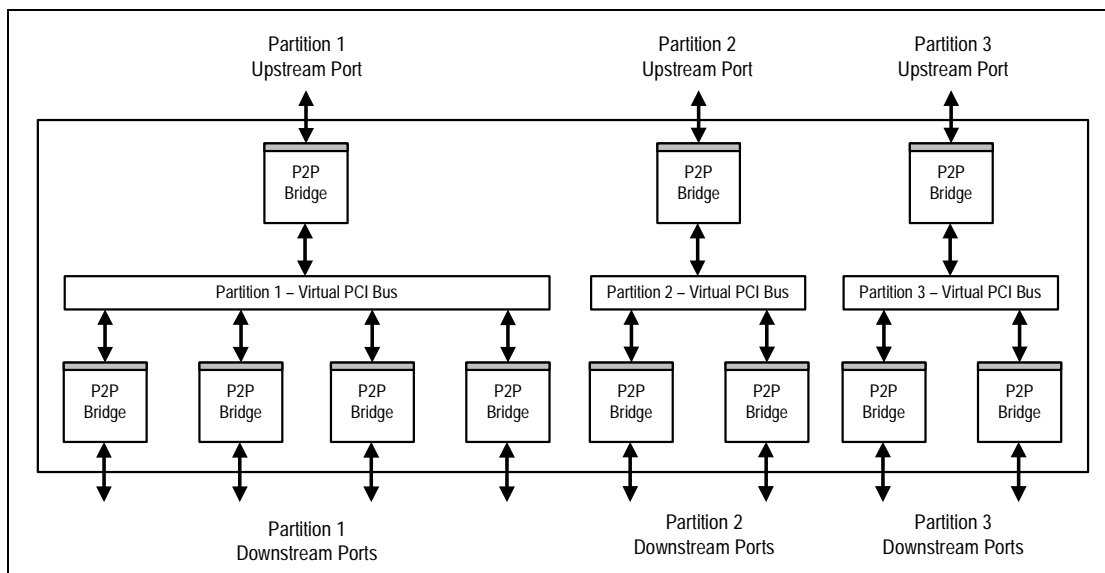 Partition 1
Upstream Port
Partition 2
Upstream Port
Partition 3
Upstream Port
P2P
Bridge
P2P
Bridge
P2P
Bridge
Partition 1 – Virtual PCI Bus
Partition 2 – Virtual PCI Bus
Partition 3 – Virtual PCI Bus
P2P
Bridge
P2P
Bridge
P2P
Bridge
P2P
Bridge
P2P
Bridge
P2P
Bridge
P2P
Bridge
P2P
Bridge
Partition 1
Downstream Ports
Partition 2
Downstream Ports
Partition 3
Downstream Ports